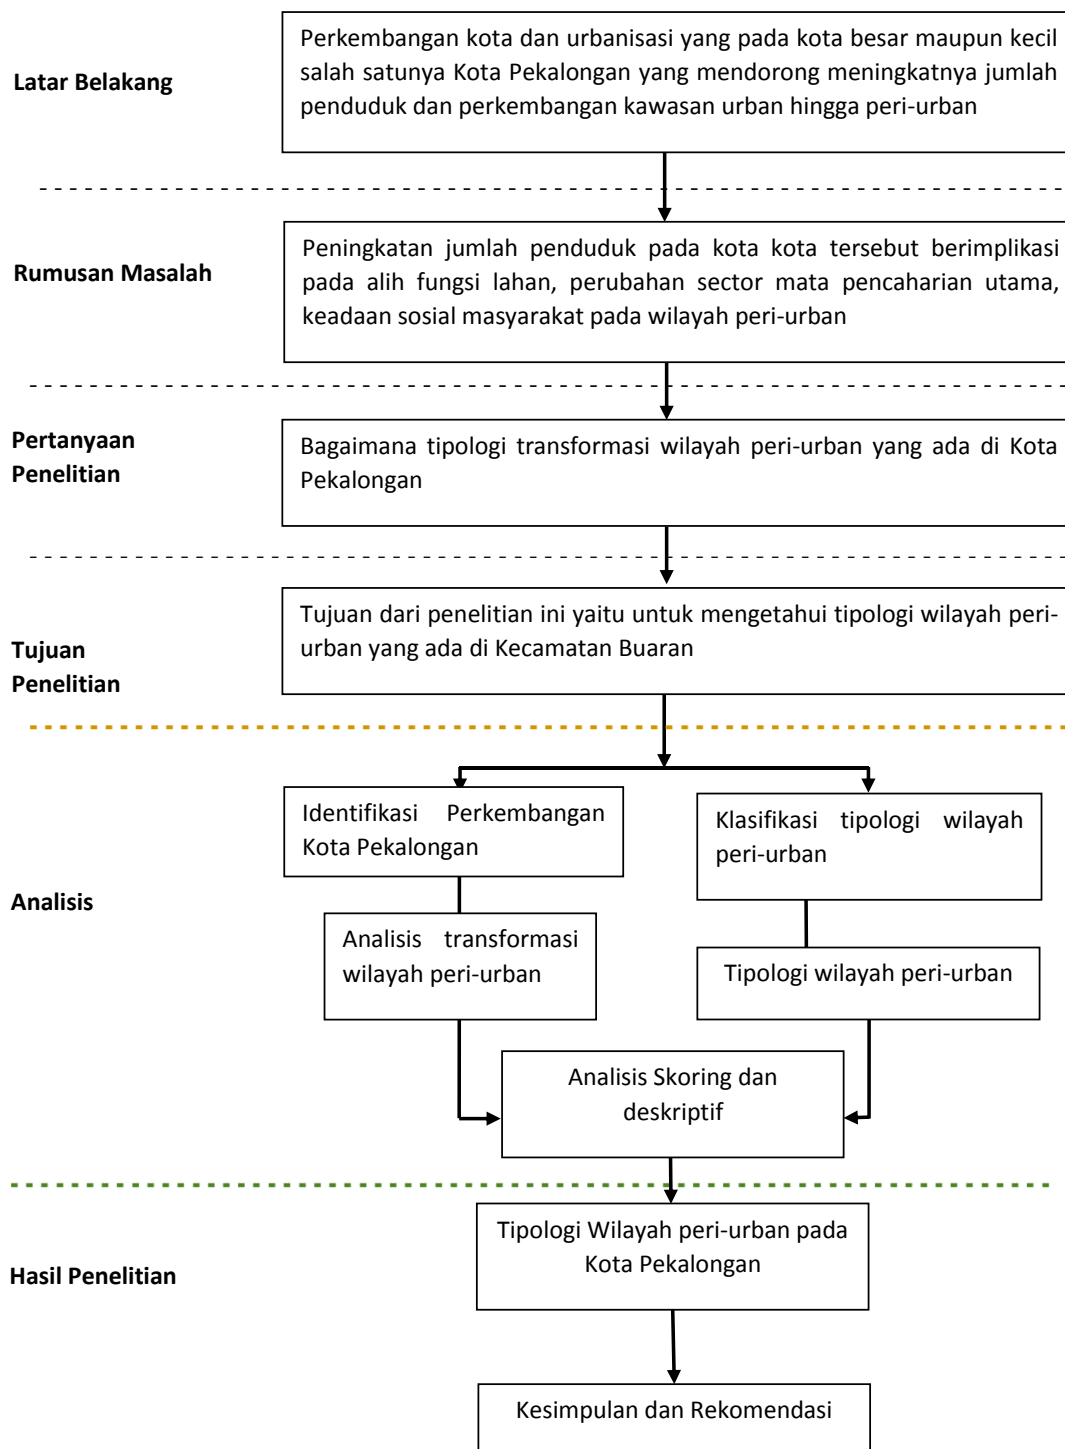 Latar Belakang
Perkembangan kota dan urbanisasi yang pada kota besar maupun kecil
salah satunya Kota Pekalongan yang mendorong meningkatnya jumlah
penduduk dan perkembangan kawasan urban hingga peri-urban
Rumusan Masalah
Peningkatan jumlah penduduk pada kota kota tersebut berimplikasi
pada alih fungsi lahan, perubahan sector mata pencaharian utama,
keadaan sosial masyarakat pada wilayah peri-urban
Pertanyaan
Penelitian
Bagaimana tipologi transformasi wilayah peri-urban yang ada di Kota
Pekalongan
Tujuan
Penelitian
Tujuan dari penelitian ini yaitu untuk mengetahui tipologi wilayah peri-
urban yang ada di Kecamatan Buaran
Analisis
Identifikasi Perkembangan
Kota Pekalongan
Klasifikasi tipologi wilayah
peri-urban
Analisis transformasi
wilayah peri-urban
Tipologi wilayah peri-urban
Analisis Skoring dan
deskriptif
Hasil Penelitian
Tipologi Wilayah peri-urban pada
Kota Pekalongan
Kesimpulan dan Rekomendasi